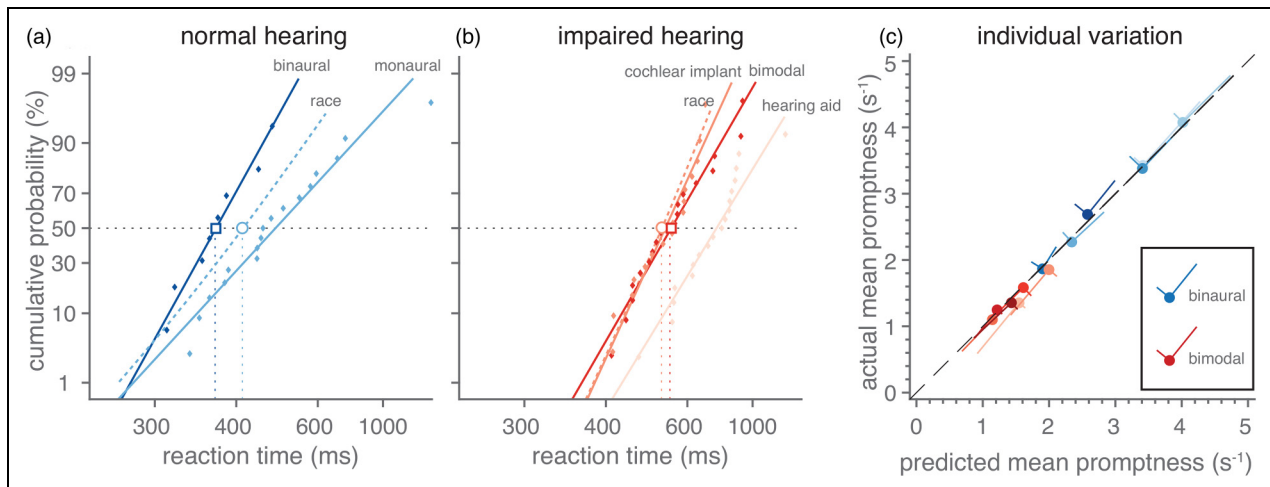 (a) normal hearing
cumulative probability (%)
99
90
70
50
30
10
1
binaural
monaural
race
300 400 600 1000
reaction time (ms)
(b) impaired hearing
cochlear implant
bimodal
race
hearing aid
300 400 600 1000
reaction time (ms)
(c) individual variation
actual mean promptness (s⁻¹)
5
4
3
2
1
0
binaural
bimodal
0 1 2 3 4 5
predicted mean promptness (s⁻¹)